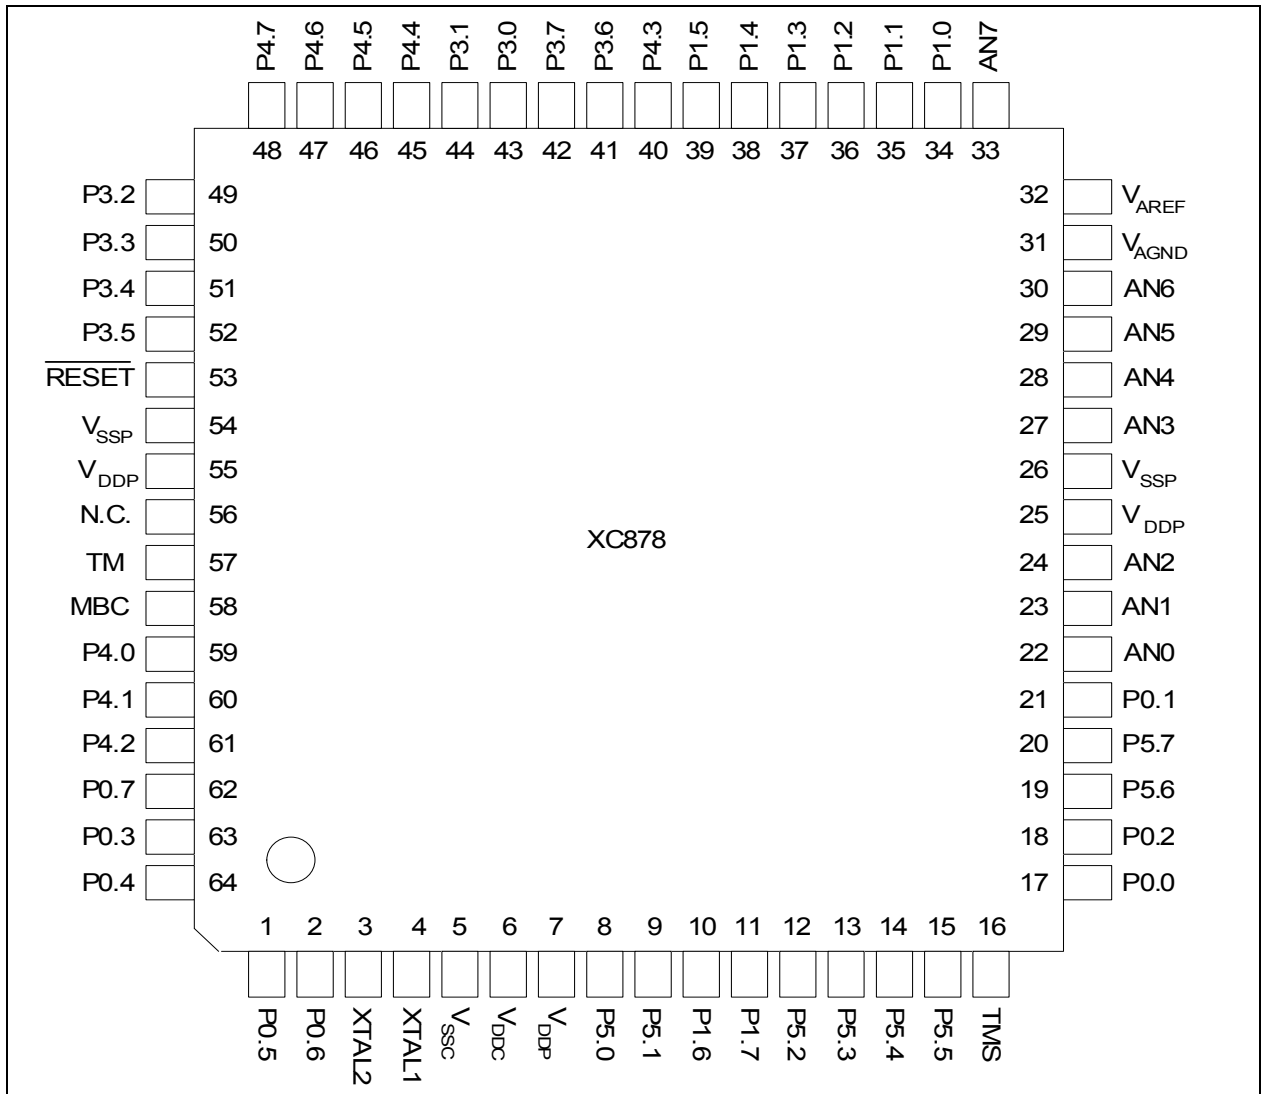 P4.7 P4.6 P4.5 P4.4 P3.1 P3.0 P3.7 P3.6 P4.3 P1.5 P1.4 P1.3 P1.2 P1.1 P1.0 AN7
48 47 46 45 44 43 42 41 40 39 38 37 36 35 34 33
P3.2 49 32 VAREF
P3.3 50 31 VAGND
P3.4 51 30 AN6
P3.5 52 29 AN5
RESET 53 28 AN4
VSSP 54 27 AN3
VDDP 55 26 VSSP
N.C. 56 25 VDDP
XC878
TM 57 24 AN2
MBC 58 23 AN1
P4.0 59 22 AN0
P4.1 60 21 P0.1
P4.2 61 20 P5.7
P0.7 62 19 P5.6
P0.3 63 18 P0.2
P0.4 64 17 P0.0
1 2 3 4 5 6 7 8 9 10 11 12 13 14 15 16
P0.5 P0.6 XTAL2 XTAL1 VSSC VDDC VDDP P5.0 P5.1 P1.6 P1.7 P5.2 P5.3 P5.4 P5.5 TMS